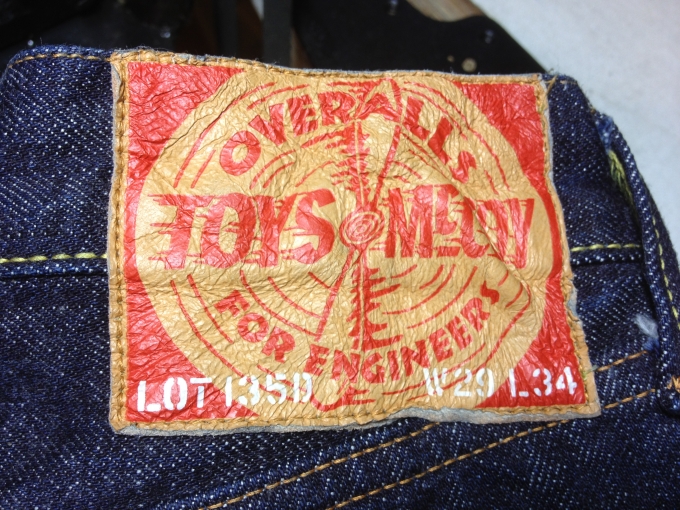 OVERALLS
TOYS McCOY
FOR ENGINEERS
LOT 135D W29 L34